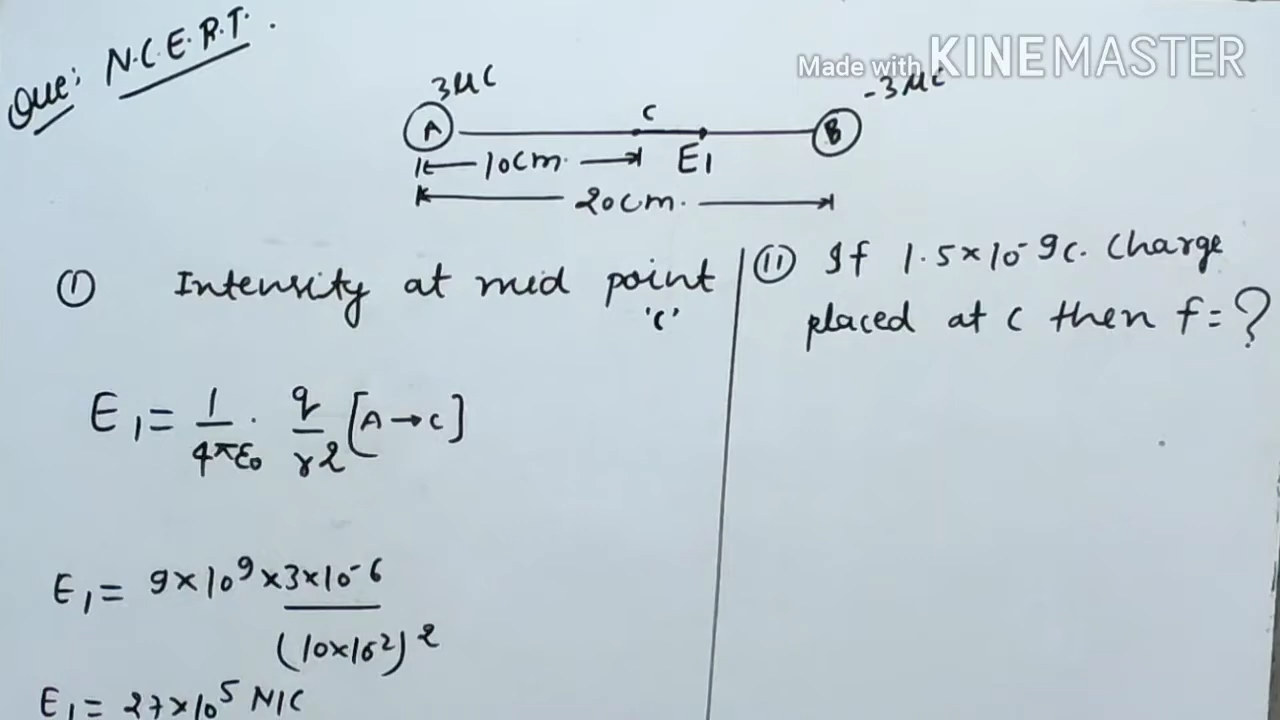 Que: N.C.E.R.T.
Made with KINEMASTER
3μC
-3μC
A C B
10cm. E1
20cm.
① Intensity at mid point
'C'
⑪ If 1.5×10-9c. Charge
placed at C then f=?
E1= 1/4πε0 . q/r2 [A→C]
E1= 9×109×3×10-6
(10×10-2)2
E1= 27×105 N/C